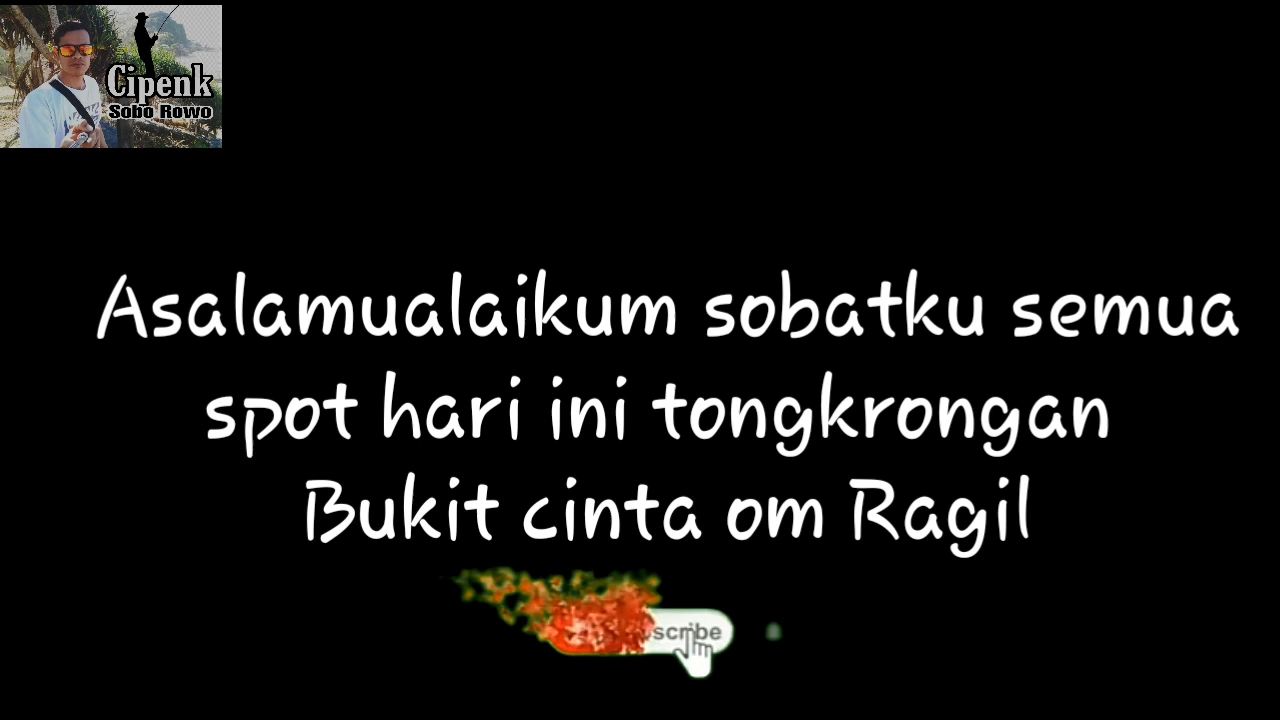 Cipenk
Sobo Rowo
Asalamualaikum sobatku semua
spot hari ini tongkrongan
Bukit cinta om Ragil